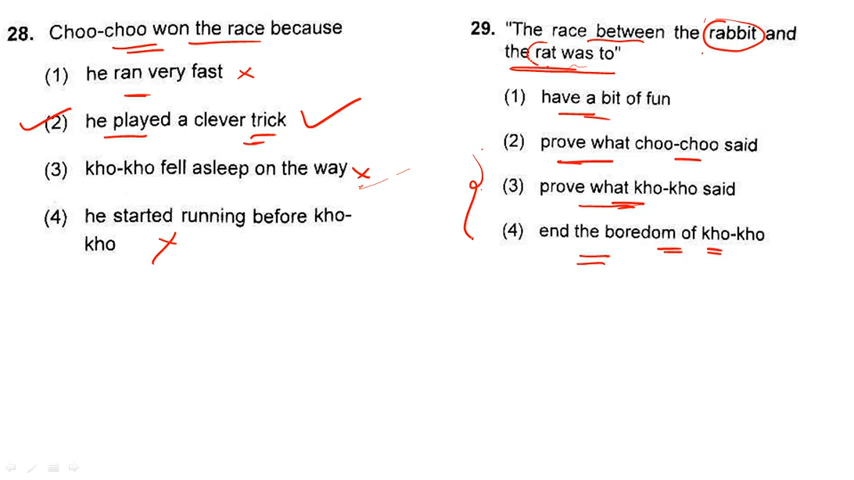 28. Choo-choo won the race because
(1) he ran very fast
(2) he played a clever trick
(3) kho-kho fell asleep on the way
(4) he started running before kho-
kho
29. "The race between the rabbit and
the rat was to"
(1) have a bit of fun
(2) prove what choo-choo said
(3) prove what kho-kho said
(4) end the boredom of kho-kho